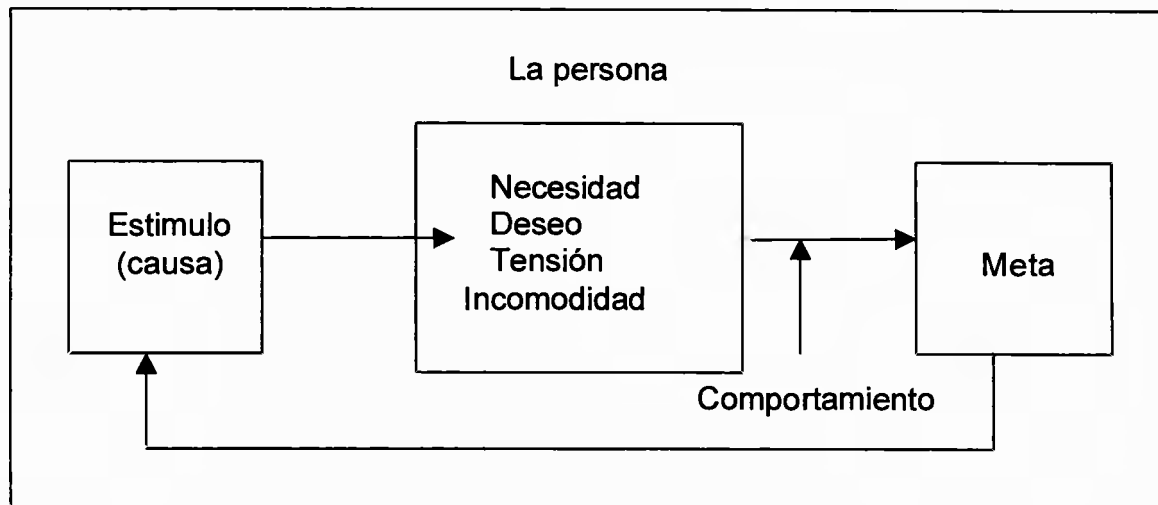 La persona
Estimulo
(causa)
Necesidad
Deseo
Tensión
Incomodidad
Meta
Comportamiento